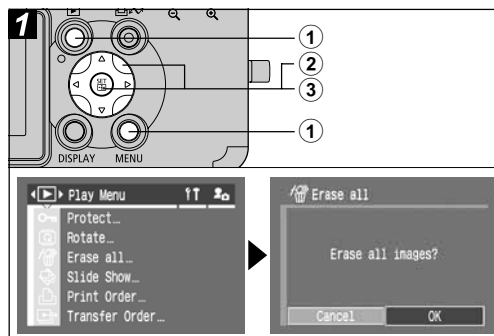 1
1
2
SET
3
1
DISPLAY MENU
Play Menu
Protect…
Rotate…
Erase all…
Slide Show…
Print Order…
Transfer Order…
Erase all
Erase all images?
Cancel OK